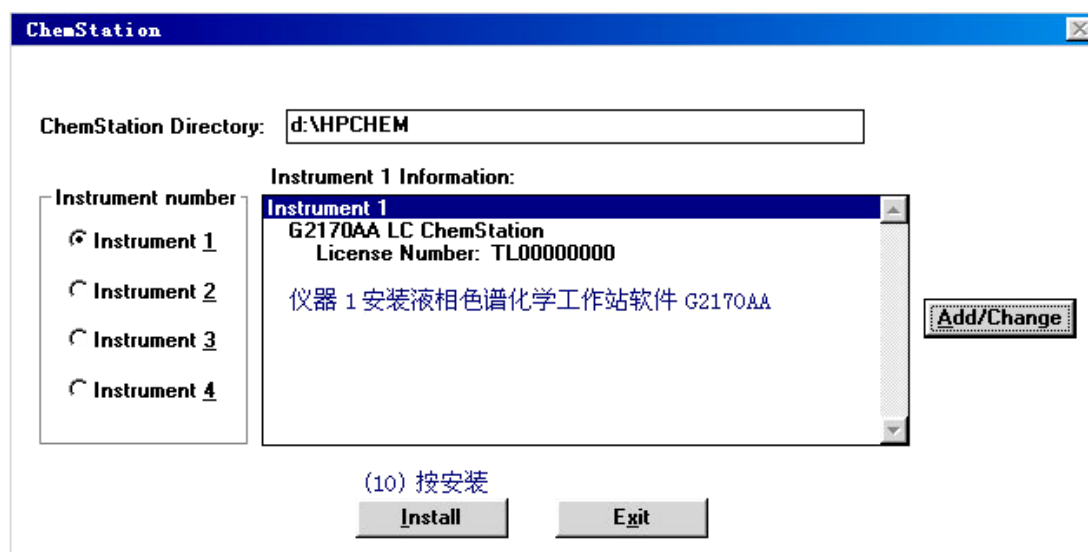 ChemStation
ChemStation Directory: d:\HPCHEM
Instrument 1 Information:
Instrument number
Instrument 1
Instrument 2
Instrument 3
Instrument 4
Instrument 1
G2170AA LC ChemStation
License Number: TL00000000
仪器 1 安装液相色谱化学工作站软件 G2170AA
Add/Change
(10) 按安装
Install
Exit